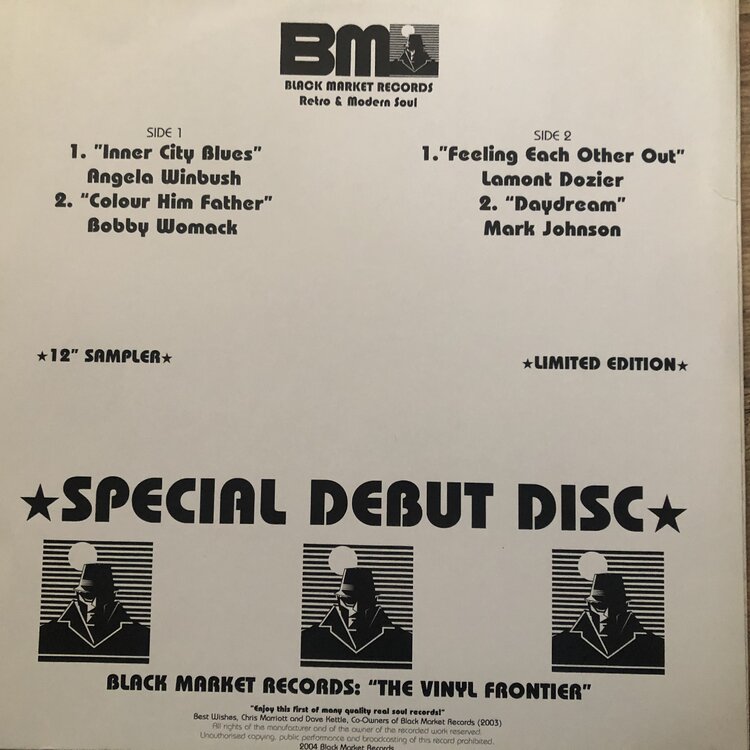 BM
BLACK MARKET RECORDS
Retro & Modern Soul
SIDE 1
1. "Inner City Blues"
Angela Winbush
2. "Colour Him Father"
Bobby Womack
SIDE 2
1."Feeling Each Other Out"
Lamont Dozier
2. "Daydream"
Mark Johnson
★12" SAMPLER★
★LIMITED EDITION★
★SPECIAL DEBUT DISC★
BLACK MARKET RECORDS: "THE VINYL FRONTIER"
"Enjoy this first of many quality real soul records!"
Best Wishes, Chris Marriott and Dave Kettle, Co-Owners of Black Market Records (2003)
All rights of the manufacturer and of the owner of the recorded work reserved.
Unauthorised copying, public performance and broadcasting of this record prohibited.
2004 Black Market Records